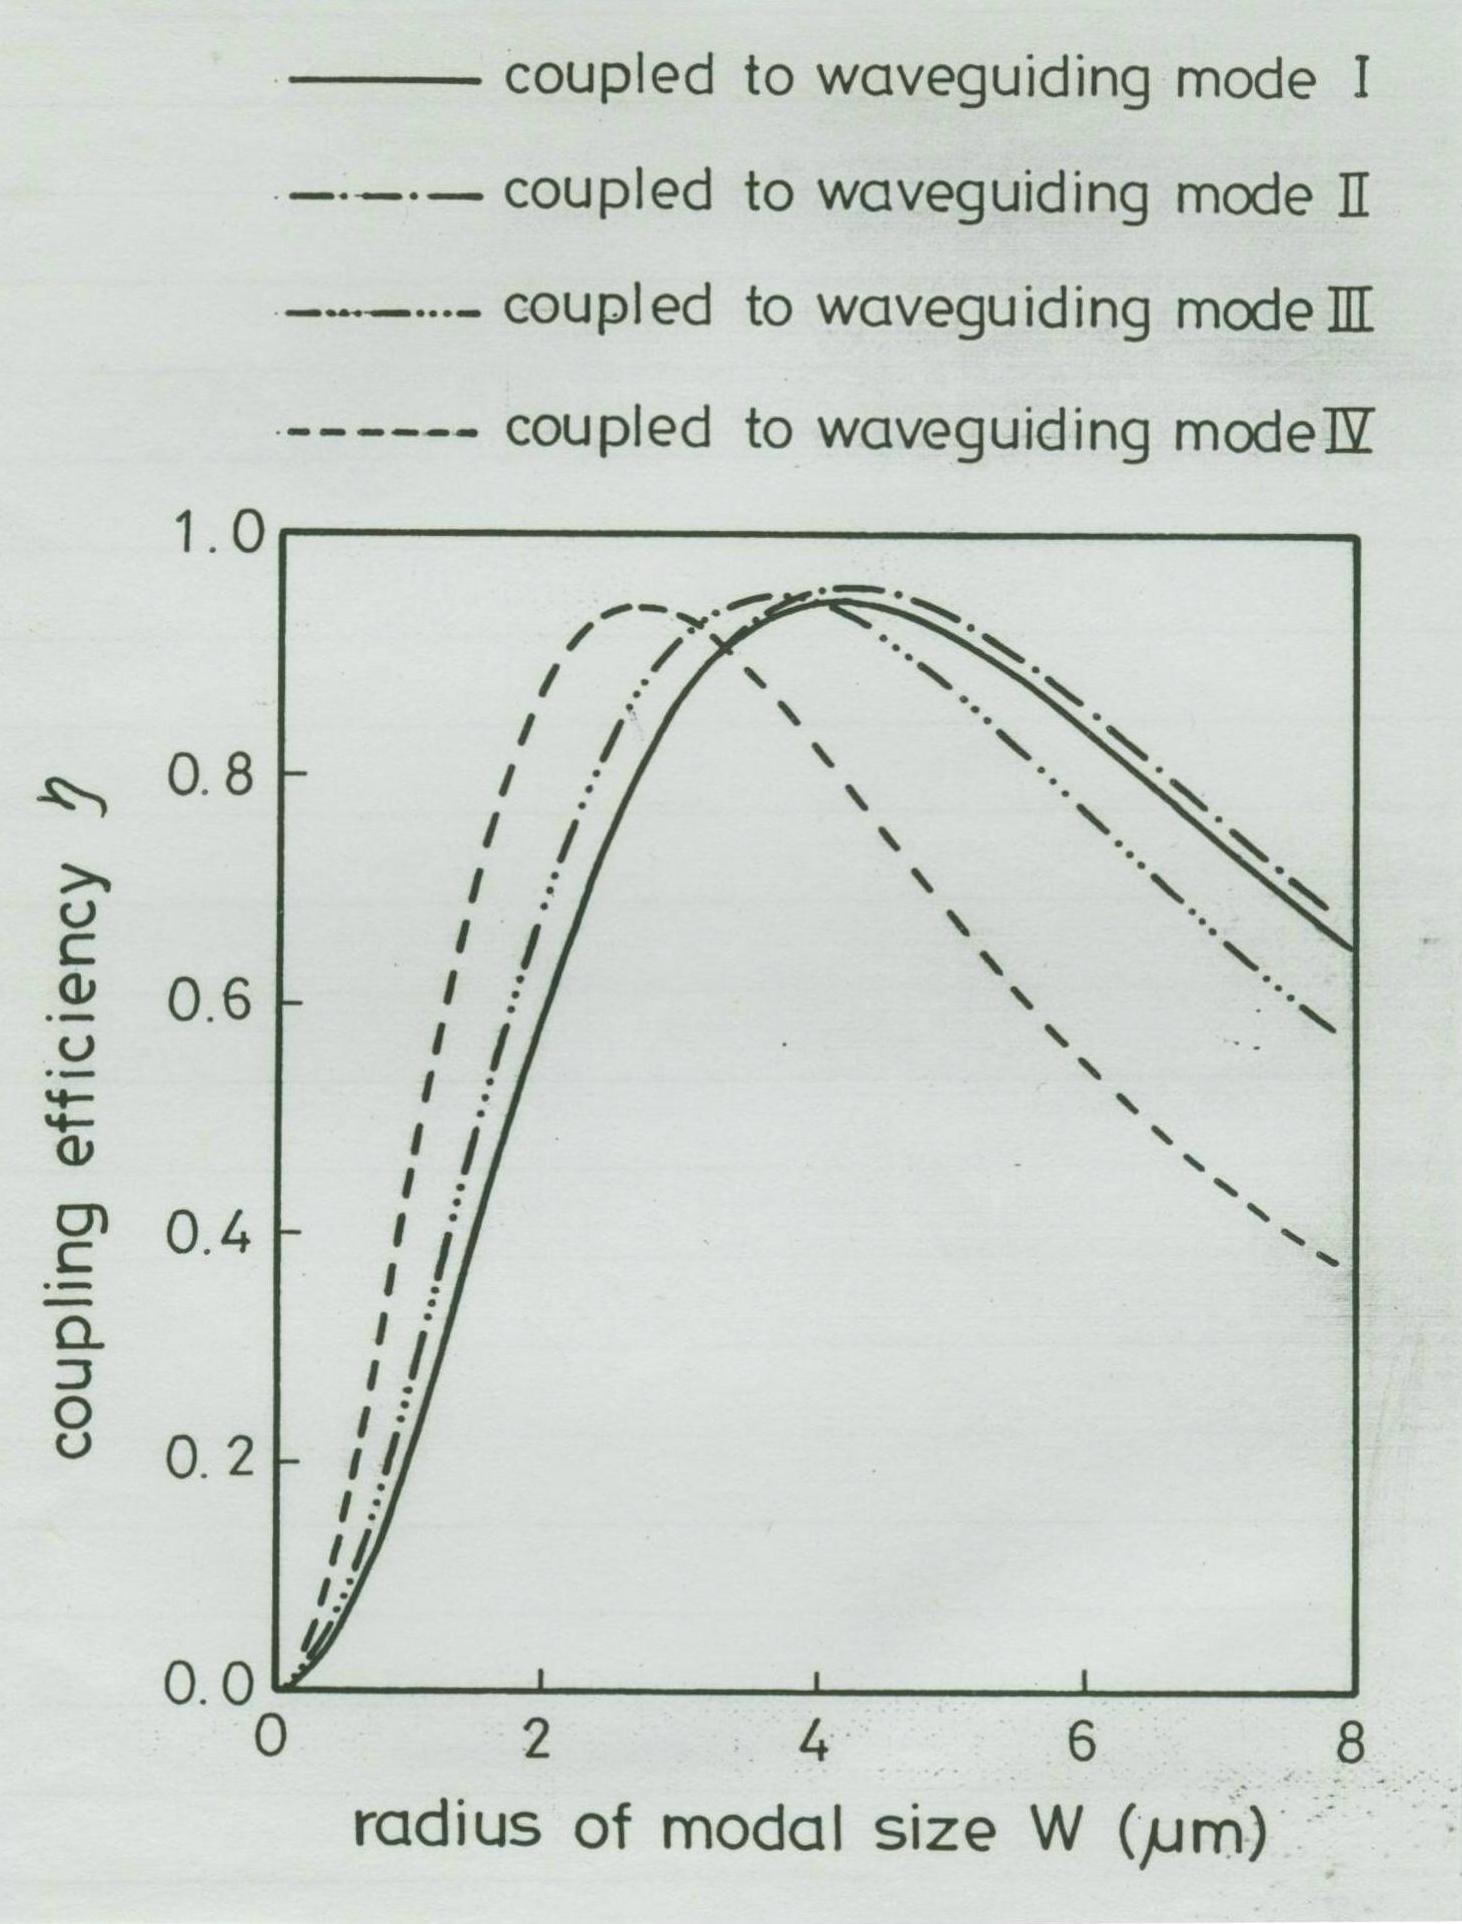 coupled to waveguiding mode I
coupled to waveguiding mode II
coupled to waveguiding mode III
coupled to waveguiding mode IV
1.0
0.8
0.6
0.4
0.2
0.0
coupling efficiency η
0 2 4 6 8
radius of modal size W (µm)